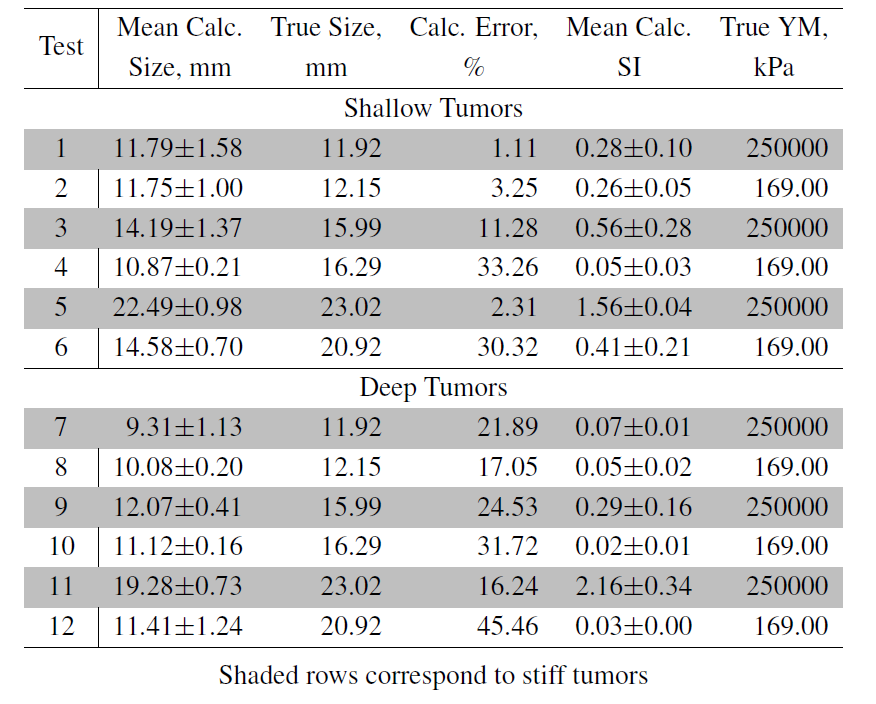 Test Mean Calc. Size, mm True Size, mm Calc. Error, % Mean Calc. SI True YM, kPa
Shallow Tumors
1 11.79±1.58 11.92 1.11 0.28±0.10 250000
2 11.75±1.00 12.15 3.25 0.26±0.05 169.00
3 14.19±1.37 15.99 11.28 0.56±0.28 250000
4 10.87±0.21 16.29 33.26 0.05±0.03 169.00
5 22.49±0.98 23.02 2.31 1.56±0.04 250000
6 14.58±0.70 20.92 30.32 0.41±0.21 169.00
Deep Tumors
7 9.31±1.13 11.92 21.89 0.07±0.01 250000
8 10.08±0.20 12.15 17.05 0.05±0.02 169.00
9 12.07±0.41 15.99 24.53 0.29±0.16 250000
10 11.12±0.16 16.29 31.72 0.02±0.01 169.00
11 19.28±0.73 23.02 16.24 2.16±0.34 250000
12 11.41±1.24 20.92 45.46 0.03±0.00 169.00
Shaded rows correspond to stiff tumors